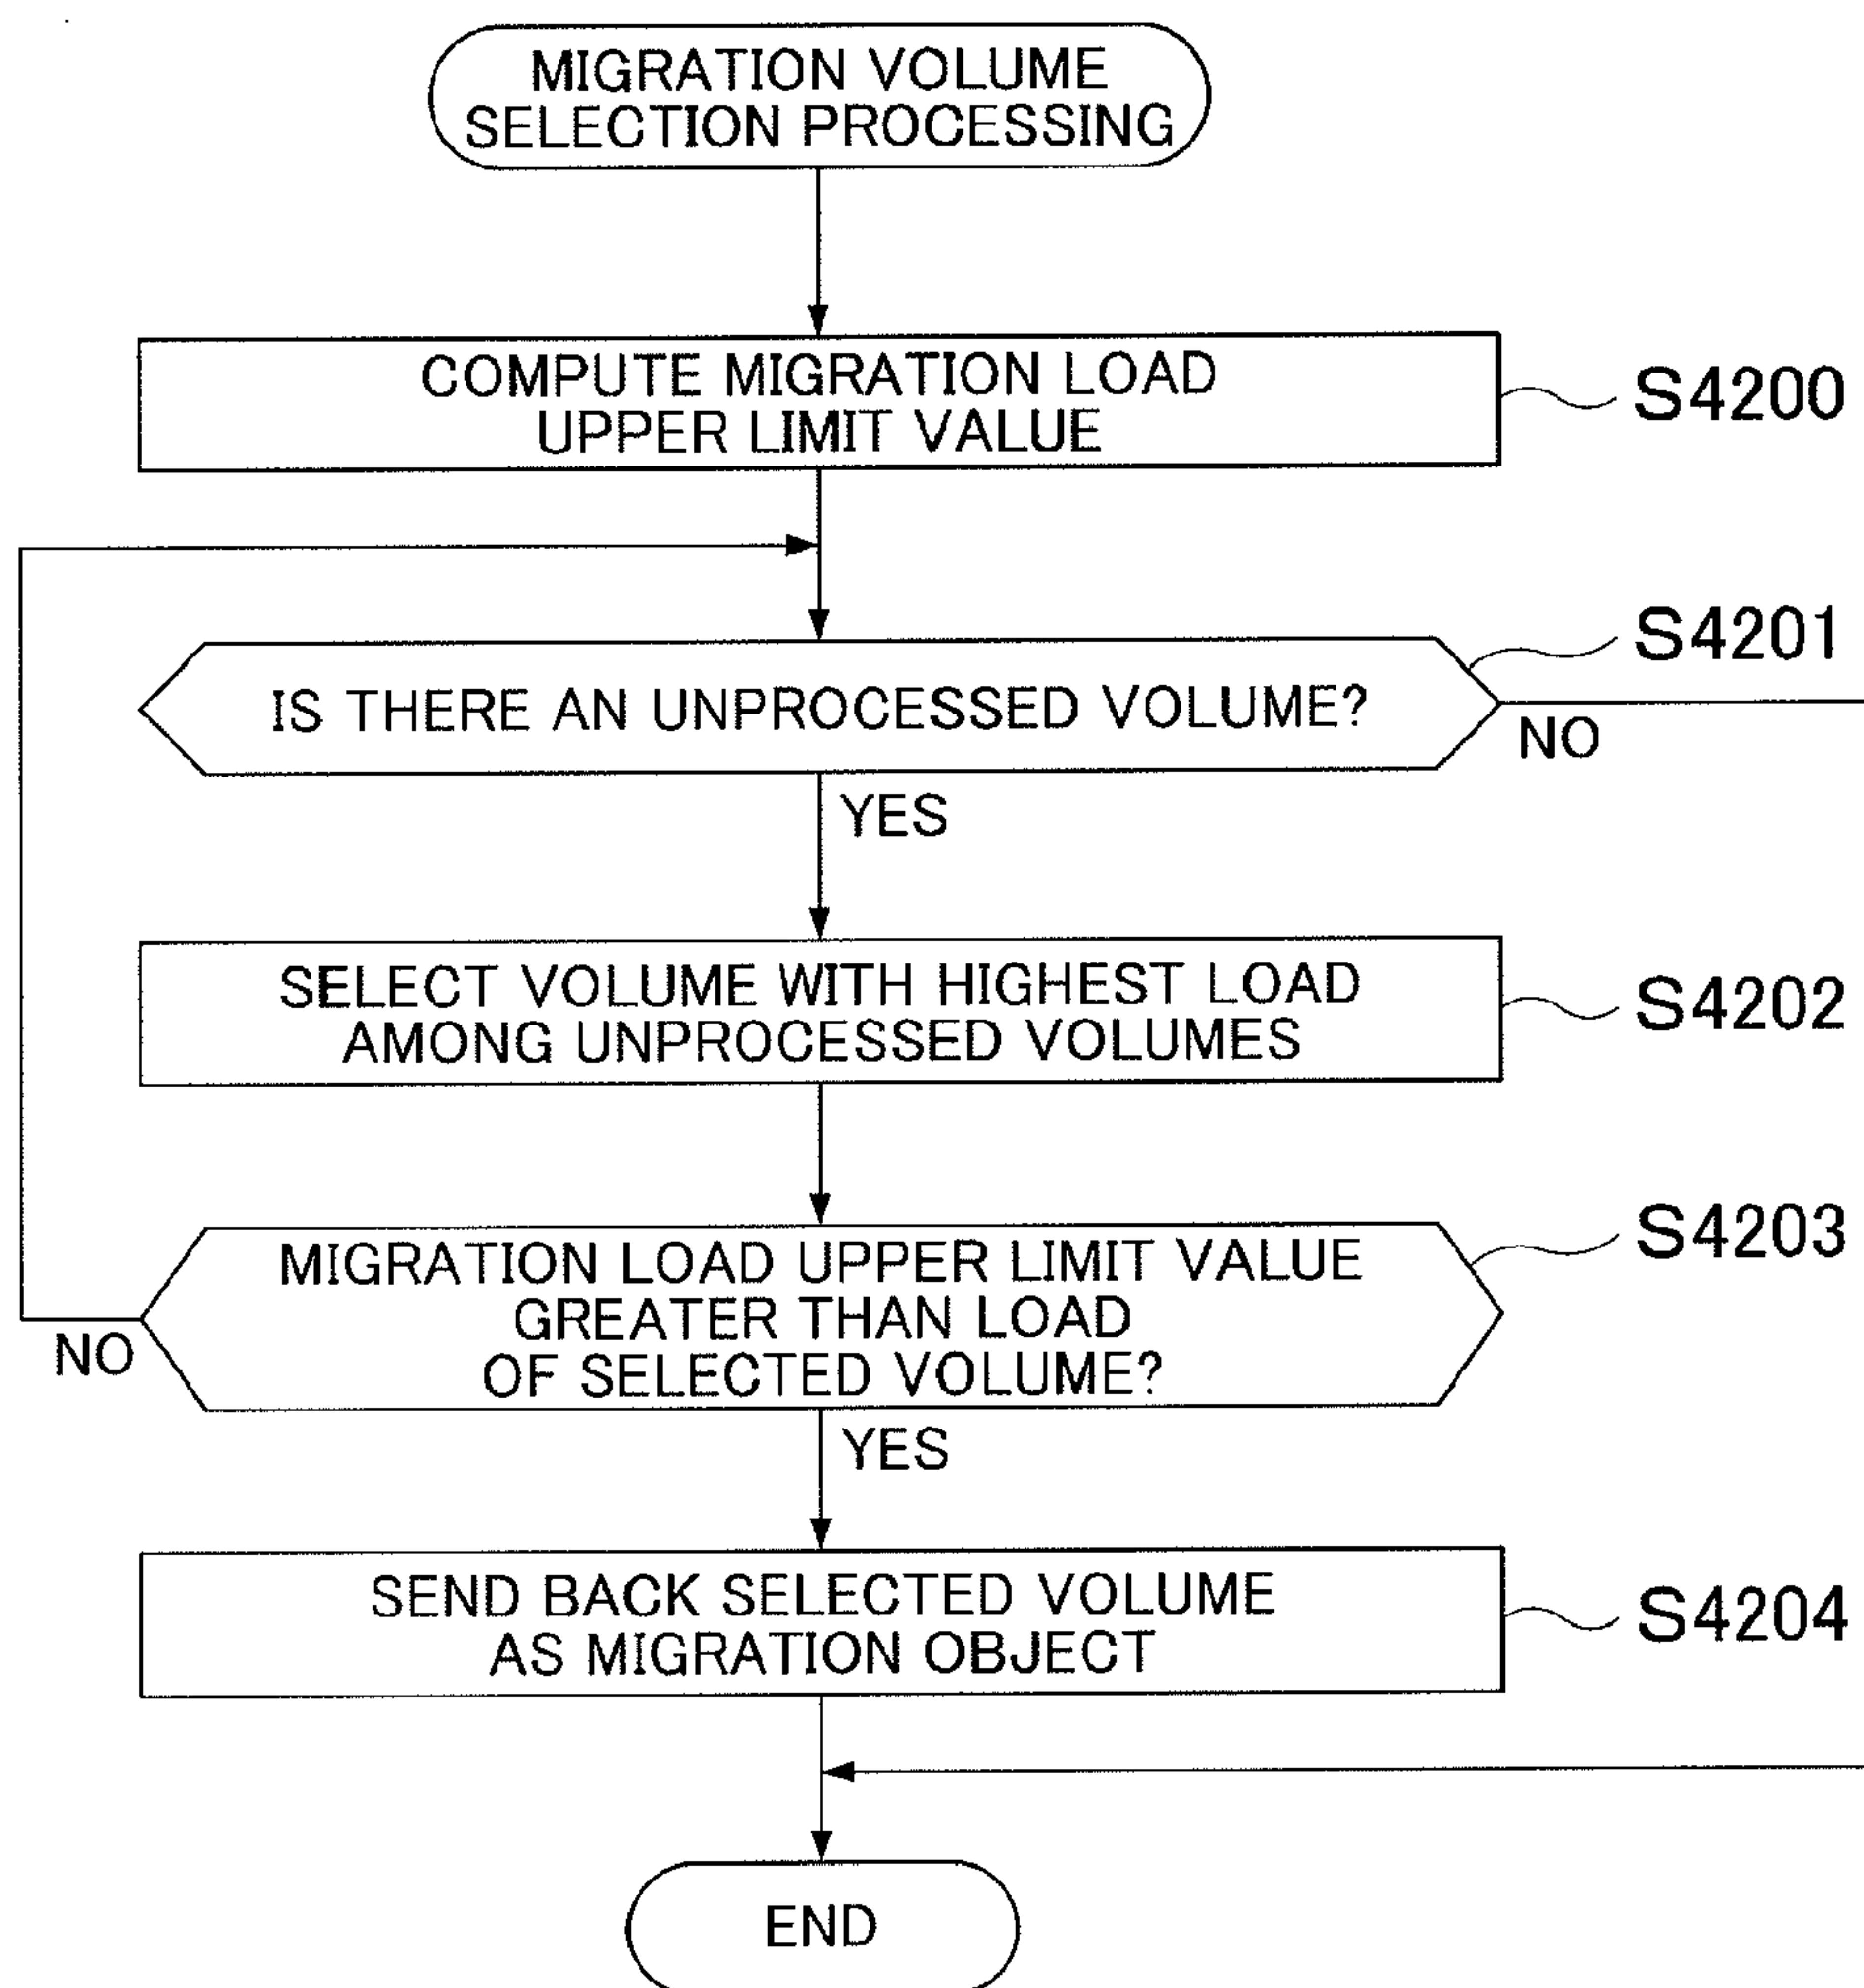 MIGRATION VOLUME
SELECTION PROCESSING
COMPUTE MIGRATION LOAD
UPPER LIMIT VALUE
S4200
S4201
IS THERE AN UNPROCESSED VOLUME?
NO
YES
SELECT VOLUME WITH HIGHEST LOAD
AMONG UNPROCESSED VOLUMES
S4202
S4203
MIGRATION LOAD UPPER LIMIT VALUE
GREATER THAN LOAD
OF SELECTED VOLUME?
NO
YES
SEND BACK SELECTED VOLUME
AS MIGRATION OBJECT
S4204
END